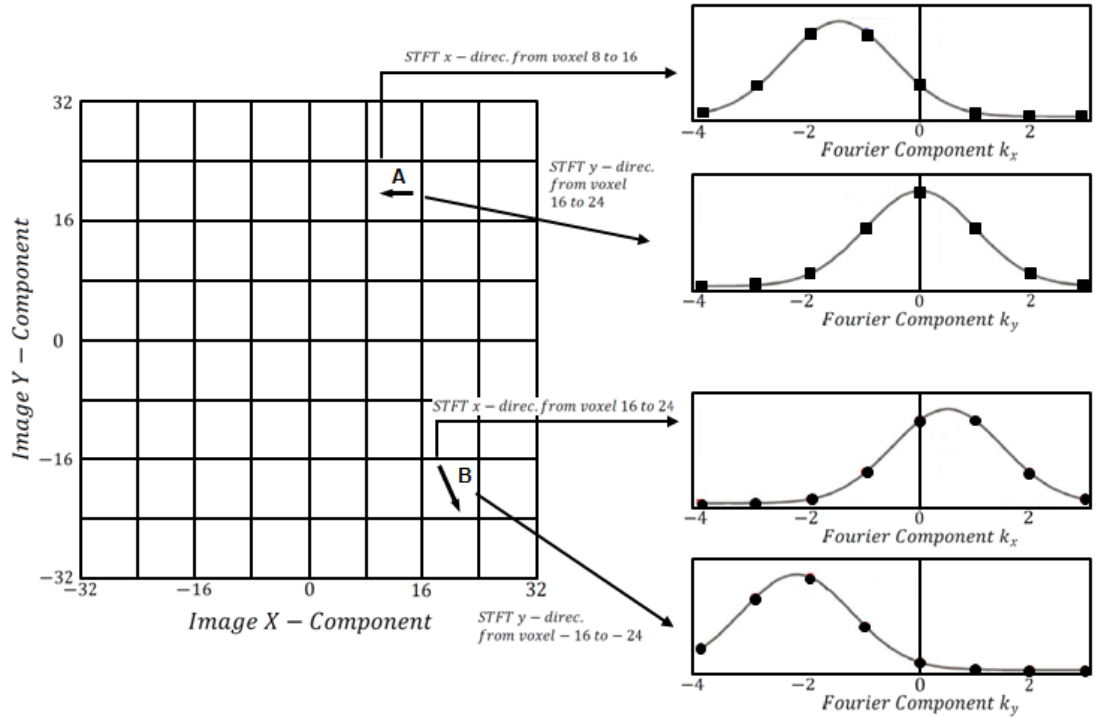 STFT x − direc. from voxel 8 to 16
−4
−2
0
2
Fourier Component kₓ
32
16
0
−16
−32
Image Y − Component
A
STFT y − direc.
from voxel
16 to 24
−4
−2
0
2
Fourier Component k_y
STFT x − direc. from voxel 16 to 24
B
−4
−2
0
2
Fourier Component kₓ
−32
−16
0
16
32
Image X − Component
STFT y − direc.
from voxel − 16 to − 24
−4
−2
0
2
Fourier Component k_y